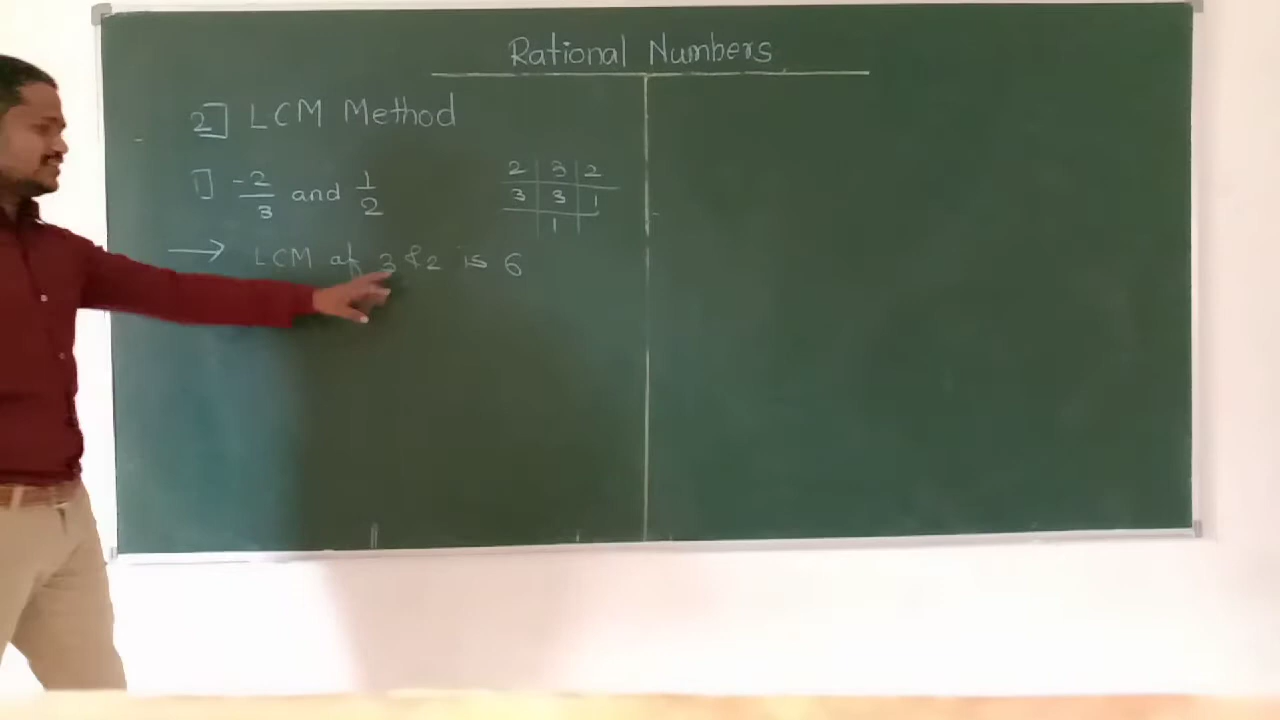 Rational Numbers
2] LCM Method
1] -2/3 and 1/2
2 | 3 | 2
3 | 3 | 1
1
→ LCM of 3 & 2 is 6